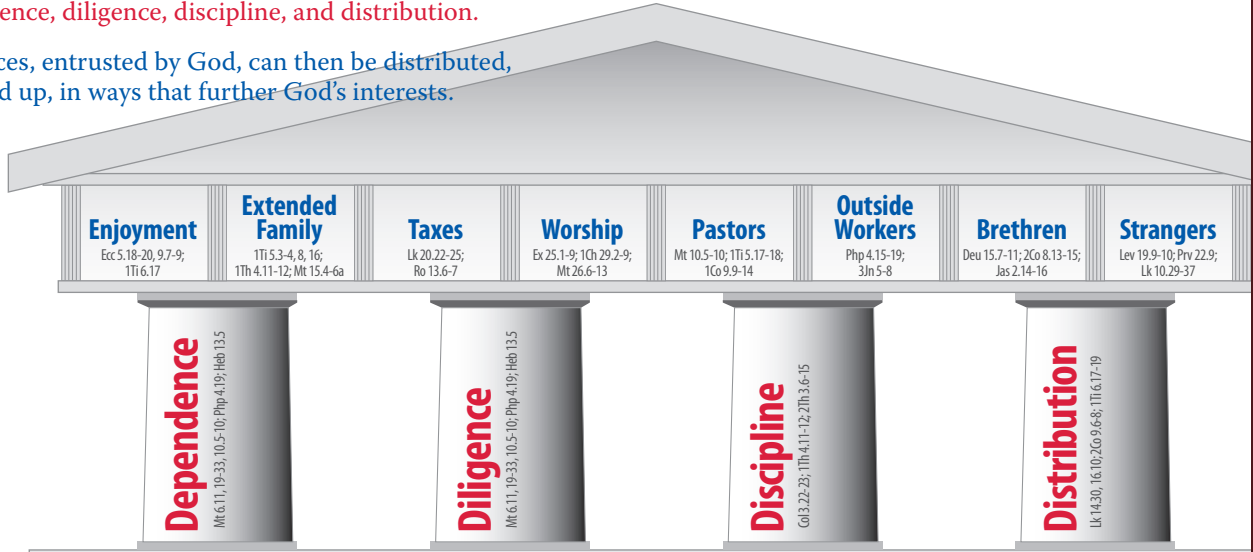 ence, diligence, discipline, and distribution.
ces, entrusted by God, can then be distributed,
d up, in ways that further God's interests.
Enjoyment
Ecc 5.18-20, 9.7-9;
1Ti 6.17
Extended
Family
1Ti 5.3-4, 8, 16;
1Th 4.11-12; Mt 15.4-6a
Taxes
Lk 20.22-25;
Ro 13.6-7
Worship
Ex 25.1-9; 1Ch 29.2-9;
Mt 26.6-13
Pastors
Mt 10.5-10; 1Ti 5.17-18;
1Co 9.9-14
Outside
Workers
Php 4.15-19;
3Jn 5-8
Brethren
Deu 15.7-11; 2Co 8.13-15;
Jas 2.14-16
Strangers
Lev 19.9-10; Prv 22.9;
Lk 10.29-37
Dependence
Mt 6.11, 19-33, 10.5-10; Php 4.19; Heb 13.5
Diligence
Mt 6.11, 19-33, 10.5-10; Php 4.19; Heb 13.5
Discipline
Col 3.22-23; 1Th 4.11-12; 2Th 3.6-15
Distribution
Lk 14.30, 16.10; 2Co 9.6-8; 1Ti 6.17-19